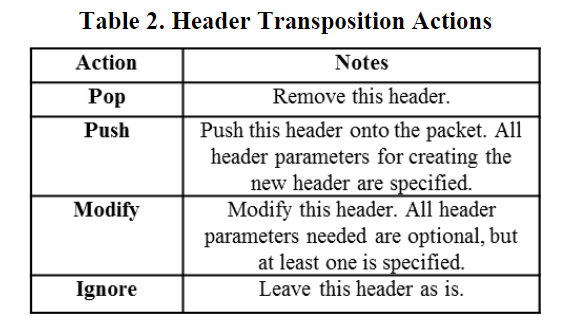 Table 2. Header Transposition Actions
Action Notes
Pop Remove this header.
Push Push this header onto the packet. All
header parameters for creating the
new header are specified.
Modify Modify this header. All header
parameters needed are optional, but
at least one is specified.
Ignore Leave this header as is.